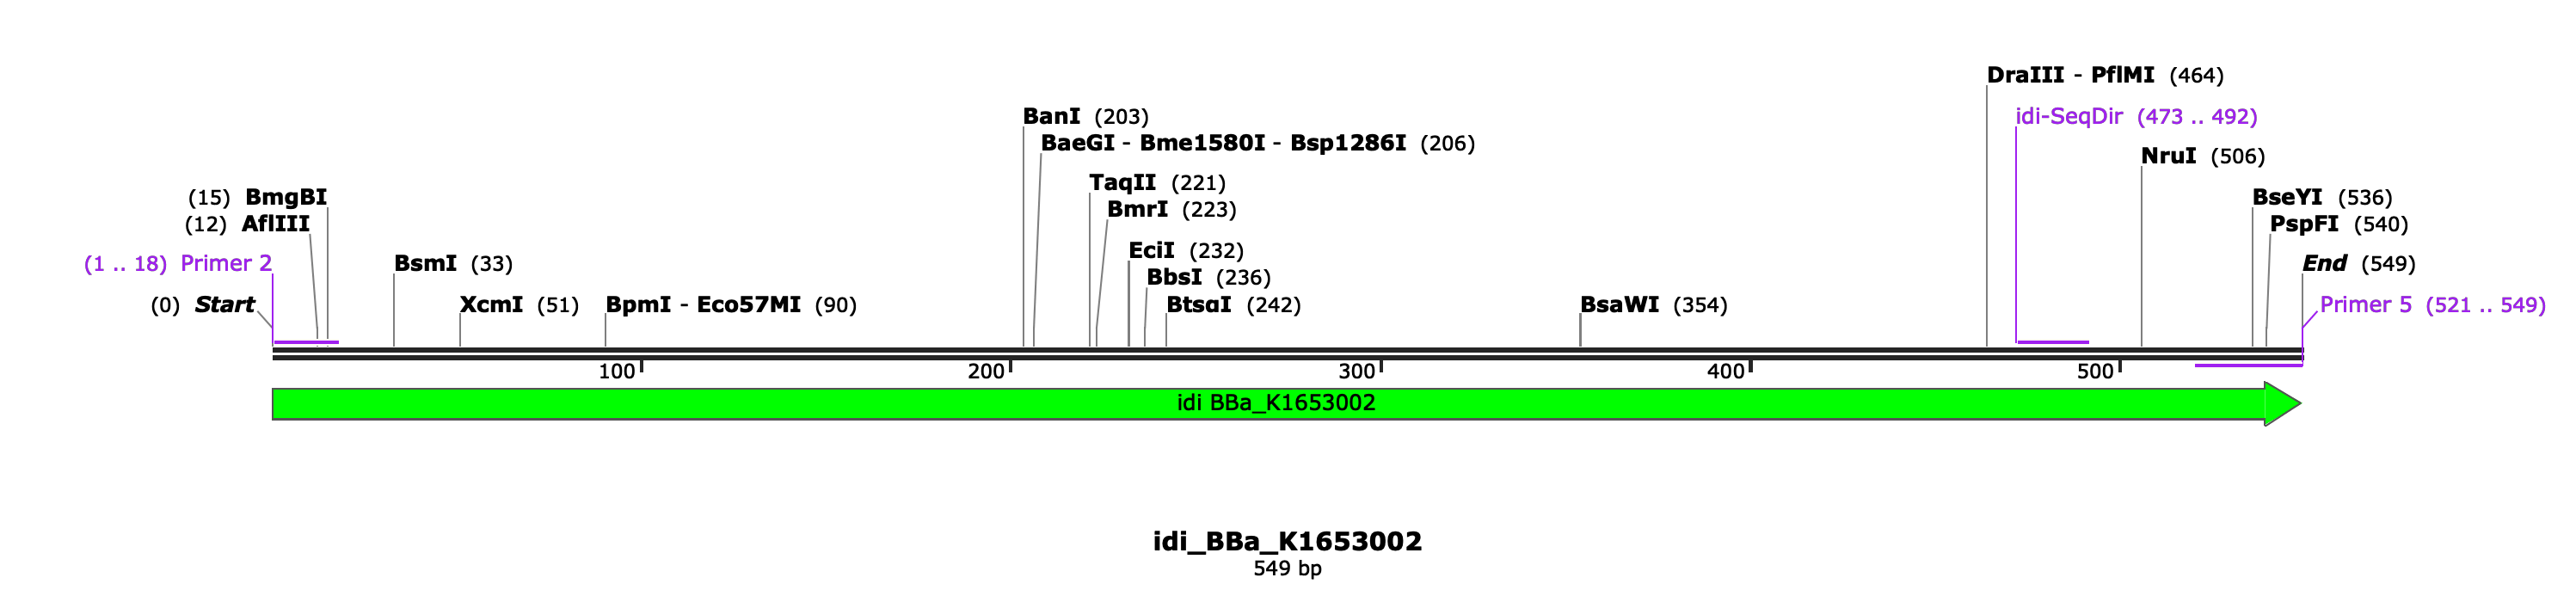 DraIII - PflMI (464)
BanI (203)
idi-SeqDir (473 .. 492)
BaeGI - Bme1580I - Bsp1286I (206)
NruI (506)
TaqII (221)
(15) BmgBI
BseYI (536)
BmrI (223)
(12) AflIII
PspFI (540)
EciI (232)
(1 .. 18) Primer 2
BsmI (33)
End (549)
BbsI (236)
(0) Start
XcmI (51)
BpmI - Eco57MI (90)
BtsαI (242)
BsaWI (354)
Primer 5 (521 .. 549)
100
200
300
400
500
idi BBa_K1653002
idi_BBa_K1653002
549 bp